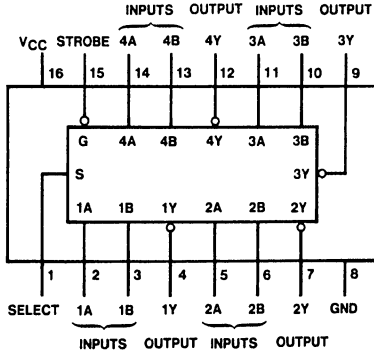 INPUTS OUTPUT INPUTS OUTPUT
VCC STROBE 4A 4B 4Y 3A 3B 3Y
16 15 14 13 12 11 10 9
G 4A 4B 4Y 3A 3B
S 3Y
1A 1B 1Y 2A 2B 2Y
1 2 3 4 5 6 7 8
SELECT 1A 1B 1Y 2A 2B 2Y GND
INPUTS OUTPUT INPUTS OUTPUT